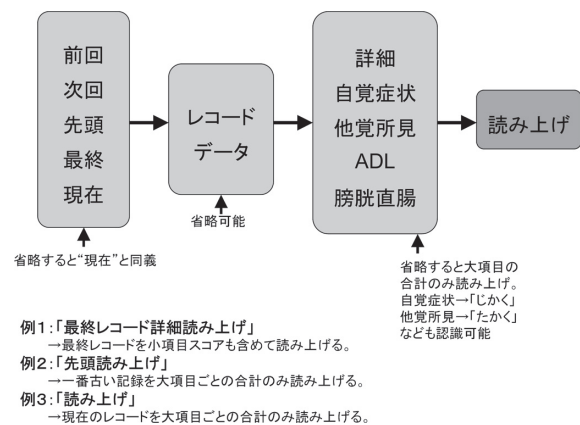 前回
次回
先頭
最終
現在
レコード
データ
詳細
自覚症状
他覚所見
ADL
膀胱直腸
読み上げ
省略すると“現在”と同義
省略可能
省略すると大項目の
合計のみ読み上げ。
自覚症状→「じかく」
他覚所見→「たかく」
なども認識可能
例1：「最終レコード詳細読み上げ」
→最終レコードを小項目スコアも含めて読み上げる。
例2：「先頭読み上げ」
→一番古い記録を大項目ごとの合計のみ読み上げる。
例3：「読み上げ」
→現在のレコードを大項目ごとの合計のみ読み上げる。